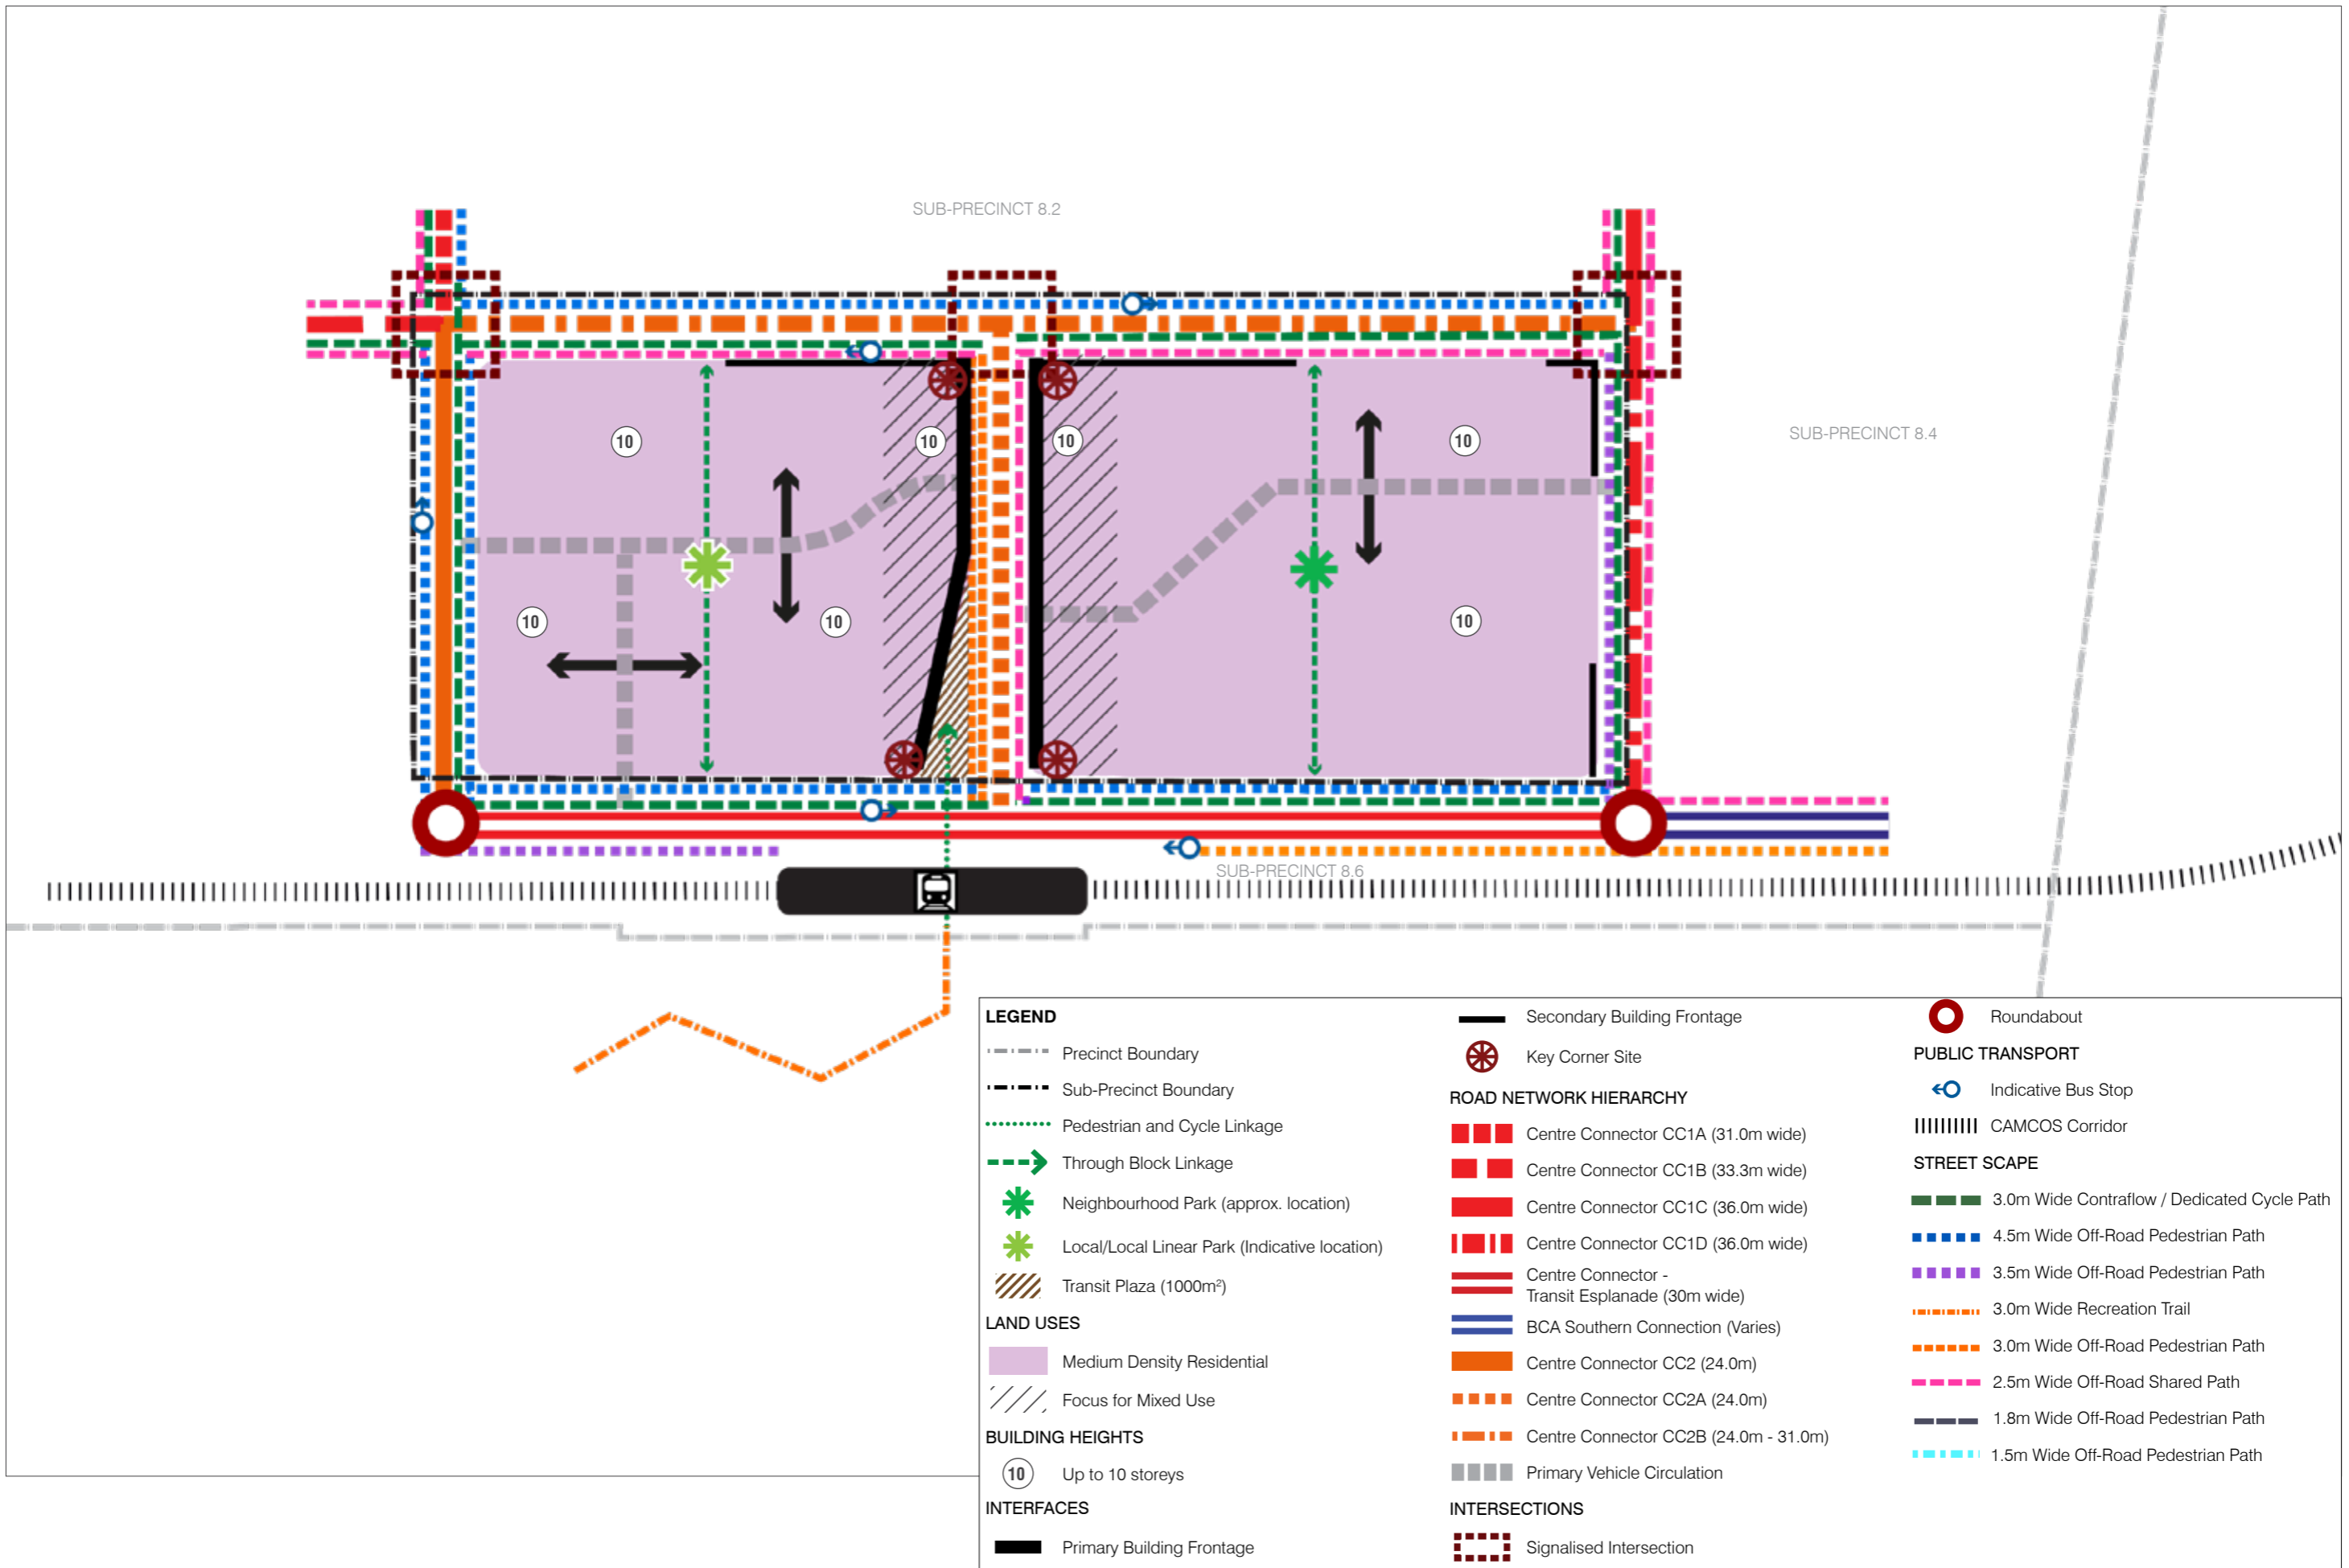 SUB-PRECINCT 8.2
SUB-PRECINCT 8.4
10
10
10
10
10
10
10
SUB-PRECINCT 8.6
LEGEND
Precinct Boundary
Sub-Precinct Boundary
Pedestrian and Cycle Linkage
Through Block Linkage
Neighbourhood Park (approx. location)
Local/Local Linear Park (Indicative location)
Transit Plaza (1000m²)
LAND USES
Medium Density Residential
Focus for Mixed Use
BUILDING HEIGHTS
10 Up to 10 storeys
INTERFACES
Primary Building Frontage
Secondary Building Frontage
Key Corner Site
ROAD NETWORK HIERARCHY
Centre Connector CC1A (31.0m wide)
Centre Connector CC1B (33.3m wide)
Centre Connector CC1C (36.0m wide)
Centre Connector CC1D (36.0m wide)
Centre Connector -
Transit Esplanade (30m wide)
BCA Southern Connection (Varies)
Centre Connector CC2 (24.0m)
Centre Connector CC2A (24.0m)
Centre Connector CC2B (24.0m - 31.0m)
Primary Vehicle Circulation
INTERSECTIONS
Signalised Intersection
Roundabout
PUBLIC TRANSPORT
Indicative Bus Stop
CAMCOS Corridor
STREET SCAPE
3.0m Wide Contraflow / Dedicated Cycle Path
4.5m Wide Off-Road Pedestrian Path
3.5m Wide Off-Road Pedestrian Path
3.0m Wide Recreation Trail
3.0m Wide Off-Road Pedestrian Path
2.5m Wide Off-Road Shared Path
1.8m Wide Off-Road Pedestrian Path
1.5m Wide Off-Road Pedestrian Path